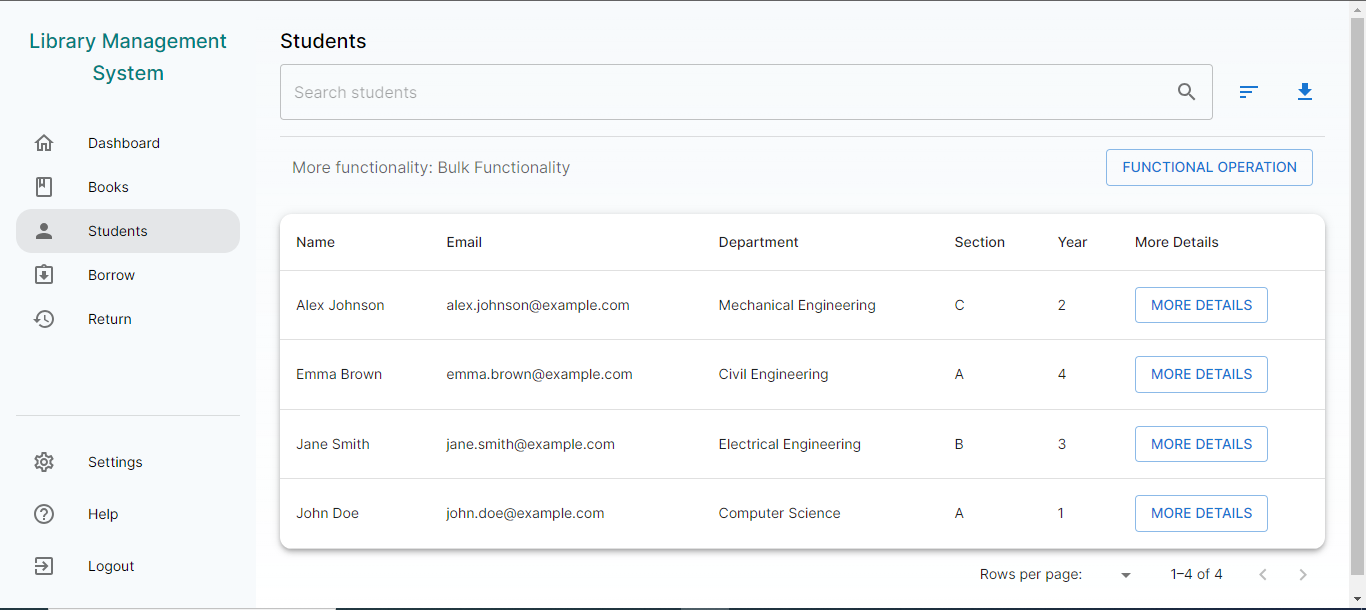 Library Management
System
Dashboard
Books
Students
Borrow
Return
Settings
Help
Logout
Students
Search students
More functionality: Bulk Functionality
FUNCTIONAL OPERATION
Name Email Department Section Year More Details
Alex Johnson alex.johnson@example.com Mechanical Engineering C 2 MORE DETAILS
Emma Brown emma.brown@example.com Civil Engineering A 4 MORE DETAILS
Jane Smith jane.smith@example.com Electrical Engineering B 3 MORE DETAILS
John Doe john.doe@example.com Computer Science A 1 MORE DETAILS
Rows per page: 1–4 of 4